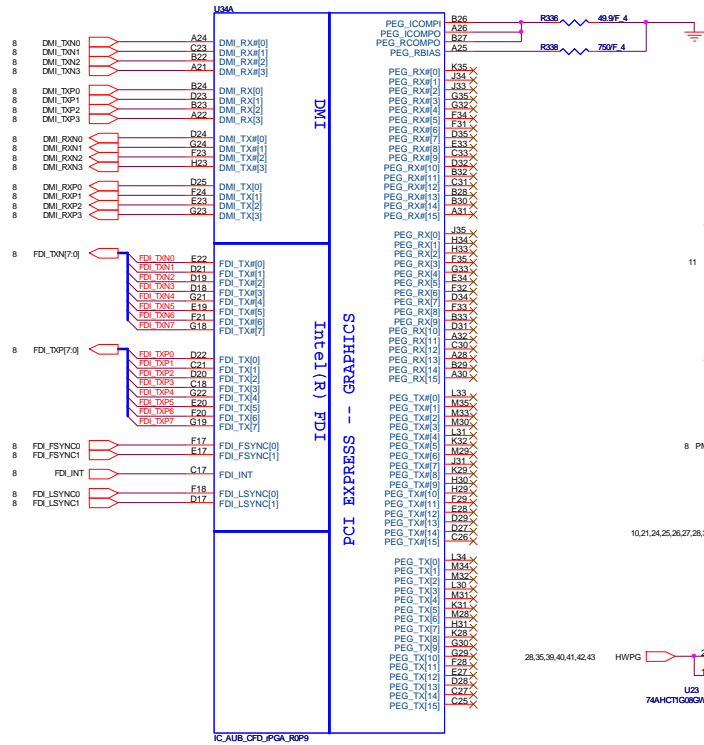 U34A
8 DMI_TXN0 A24 DMI_RX#[0]
8 DMI_TXN1 C23 DMI_RX#[1]
8 DMI_TXN2 B22 DMI_RX#[2]
8 DMI_TXN3 A21 DMI_RX#[3]
8 DMI_TXP0 B24 DMI_RX[0]
8 DMI_TXP1 D23 DMI_RX[1]
8 DMI_TXP2 B23 DMI_RX[2]
8 DMI_TXP3 A22 DMI_RX[3]
8 DMI_RXN0 D24 DMI_TX#[0]
8 DMI_RXN1 G24 DMI_TX#[1]
8 DMI_RXN2 F23 DMI_TX#[2]
8 DMI_RXN3 H23 DMI_TX#[3]
8 DMI_RXP0 D25 DMI_TX[0]
8 DMI_RXP1 F24 DMI_TX[1]
8 DMI_RXP2 E23 DMI_TX[2]
8 DMI_RXP3 G23 DMI_TX[3]
DMI
8 FDI_TXN[7:0]
FDI_TXN0 E22 FDI_TX#[0]
FDI_TXN1 D21 FDI_TX#[1]
FDI_TXN2 D19 FDI_TX#[2]
FDI_TXN3 D18 FDI_TX#[3]
FDI_TXN4 G21 FDI_TX#[4]
FDI_TXN5 E19 FDI_TX#[5]
FDI_TXN6 F21 FDI_TX#[6]
FDI_TXN7 G18 FDI_TX#[7]
8 FDI_TXP[7:0]
FDI_TXP0 D22 FDI_TX[0]
FDI_TXP1 C21 FDI_TX[1]
FDI_TXP2 D20 FDI_TX[2]
FDI_TXP3 C18 FDI_TX[3]
FDI_TXP4 G22 FDI_TX[4]
FDI_TXP5 E20 FDI_TX[5]
FDI_TXP6 F20 FDI_TX[6]
FDI_TXP7 G19 FDI_TX[7]
8 FDI_FSYNC0 F17 FDI_FSYNC[0]
8 FDI_FSYNC1 E17 FDI_FSYNC[1]
8 FDI_INT C17 FDI_INT
8 FDI_LSYNC0 F18 FDI_LSYNC[0]
8 FDI_LSYNC1 D17 FDI_LSYNC[1]
Intel(R) FDI
PCI EXPRESS -- GRAPHICS
PEG_ICOMPI B26 R336 49.9/F_4
PEG_ICOMPO A26
PEG_RCOMPO B27
PEG_RBIAS A25 R338 750/F_4
PEG_RX#[0] K35
PEG_RX#[1] J34
PEG_RX#[2] J33
PEG_RX#[3] G35
PEG_RX#[4] G32
PEG_RX#[5] F34
PEG_RX#[6] F31
PEG_RX#[7] D35
PEG_RX#[8] E33
PEG_RX#[9] C33
PEG_RX#[10] D32
PEG_RX#[11] B32
PEG_RX#[12] C31
PEG_RX#[13] B28
PEG_RX#[14] B30
PEG_RX#[15] A31
PEG_RX[0] J35
PEG_RX[1] H34
PEG_RX[2] H33
PEG_RX[3] F35
PEG_RX[4] G33
PEG_RX[5] E34
PEG_RX[6] F32
PEG_RX[7] D34
PEG_RX[8] F33
PEG_RX[9] B33
PEG_RX[10] D31
PEG_RX[11] A32
PEG_RX[12] C30
PEG_RX[13] A28
PEG_RX[14] B29
PEG_RX[15] A30
PEG_TX#[0] L33
PEG_TX#[1] M35
PEG_TX#[2] M33
PEG_TX#[3] M30
PEG_TX#[4] L31
PEG_TX#[5] K32
PEG_TX#[6] M29
PEG_TX#[7] J31
PEG_TX#[8] K29
PEG_TX#[9] H30
PEG_TX#[10] H29
PEG_TX#[11] F29
PEG_TX#[12] E28
PEG_TX#[13] D29
PEG_TX#[14] D27
PEG_TX#[15] C26
PEG_TX[0] L34
PEG_TX[1] M34
PEG_TX[2] M32
PEG_TX[3] L30
PEG_TX[4] M31
PEG_TX[5] K31
PEG_TX[6] M28
PEG_TX[7] H31
PEG_TX[8] K28
PEG_TX[9] G30
PEG_TX[10] G29
PEG_TX[11] F28
PEG_TX[12] E27
PEG_TX[13] D28
PEG_TX[14] C27
PEG_TX[15] C25
IC_AUB_CFD_rPGA_R0P9
11
8 PM
10,21,24,25,26,27,28,
28,35,39,40,41,42,43 HWPG 2
1
U23
74AHCT1G08GW